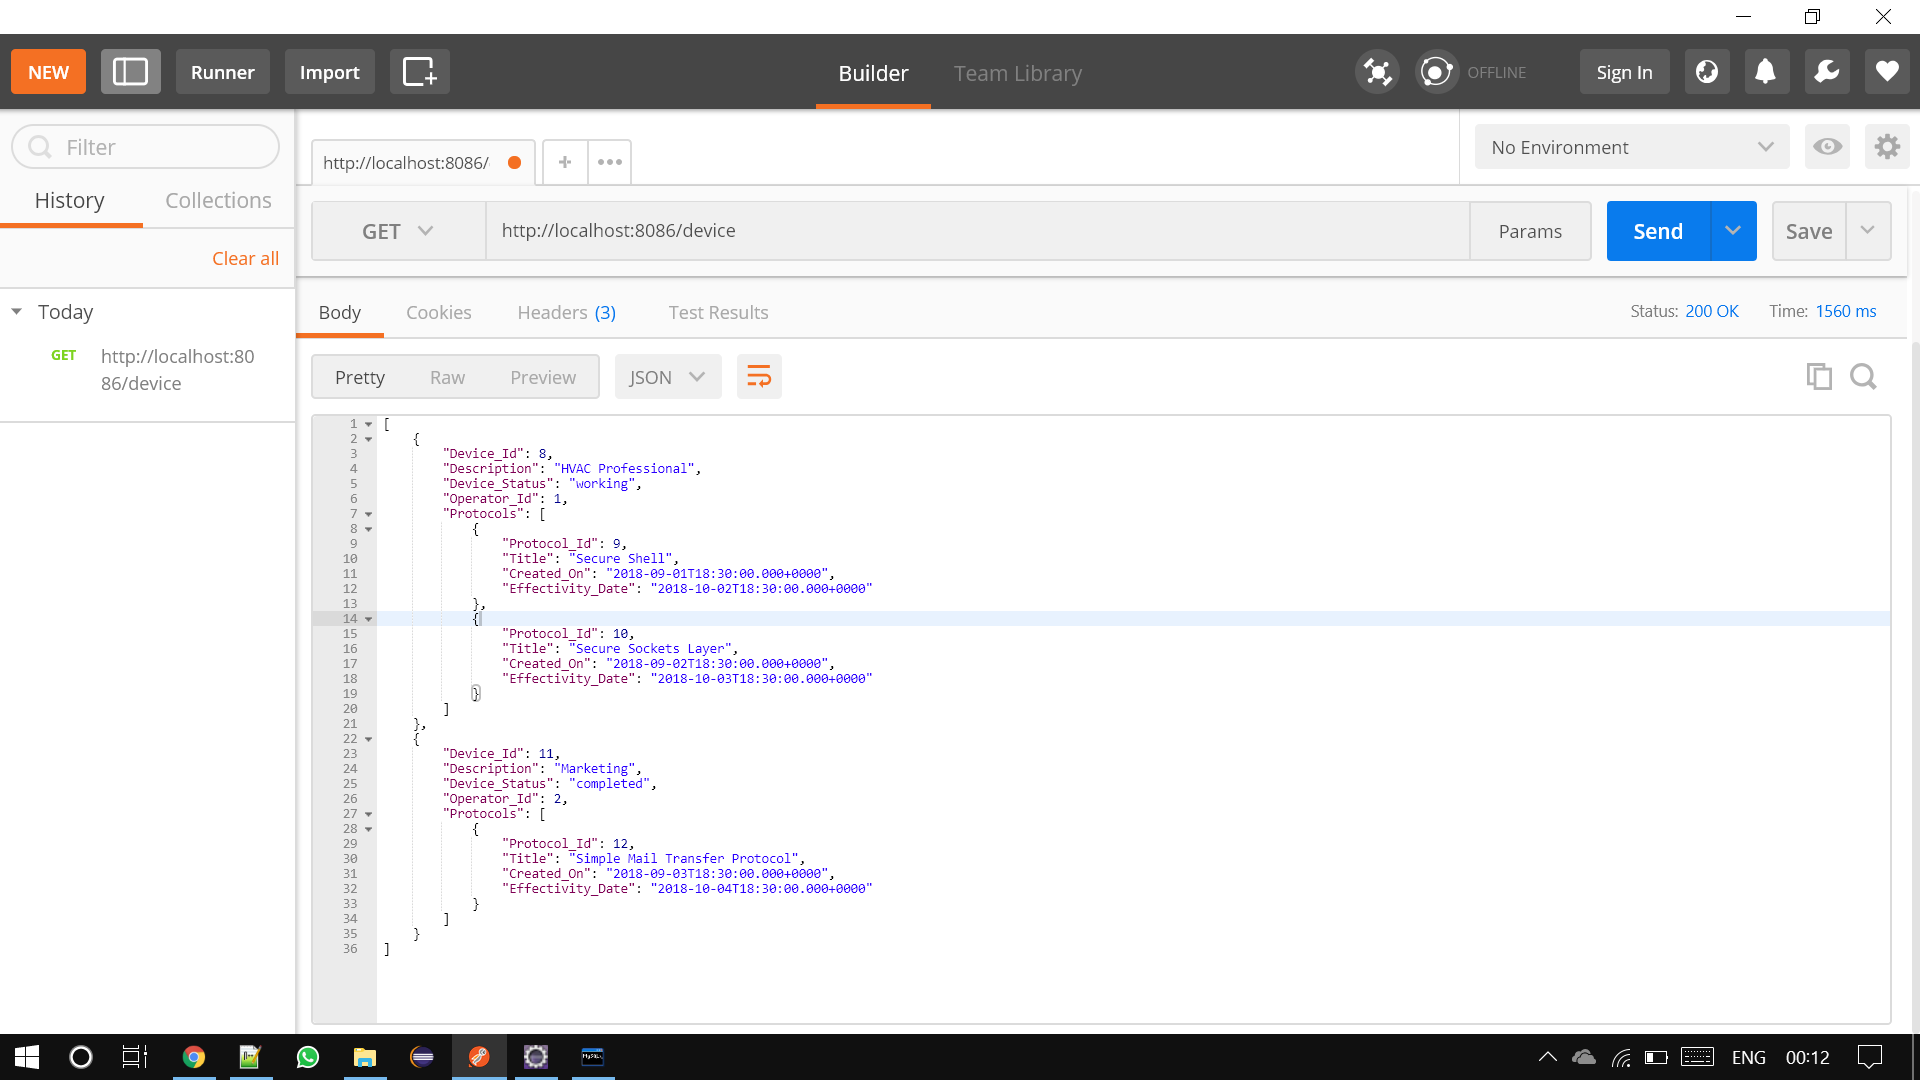 NEW
Runner
Import
Builder
Team Library
OFFLINE
Sign In
Filter
http://localhost:8086/
No Environment
History
Collections
GET
http://localhost:8086/device
Params
Send
Save
Clear all
Today
GET
http://localhost:80
86/device
Body
Cookies
Headers (3)
Test Results
Status: 200 OK
Time: 1560 ms
Pretty
Raw
Preview
JSON
1 [
2 {
3 "Device_Id": 8,
4 "Description": "HVAC Professional",
5 "Device_Status": "working",
6 "Operator_Id": 1,
7 "Protocols": [
8 {
9 "Protocol_Id": 9,
10 "Title": "Secure Shell",
11 "Created_On": "2018-09-01T18:30:00.000+0000",
12 "Effectivity_Date": "2018-10-02T18:30:00.000+0000"
13 },
14 {
15 "Protocol_Id": 10,
16 "Title": "Secure Sockets Layer",
17 "Created_On": "2018-09-02T18:30:00.000+0000",
18 "Effectivity_Date": "2018-10-03T18:30:00.000+0000"
19 }
20 ]
21 },
22 {
23 "Device_Id": 11,
24 "Description": "Marketing",
25 "Device_Status": "completed",
26 "Operator_Id": 2,
27 "Protocols": [
28 {
29 "Protocol_Id": 12,
30 "Title": "Simple Mail Transfer Protocol",
31 "Created_On": "2018-09-03T18:30:00.000+0000",
32 "Effectivity_Date": "2018-10-04T18:30:00.000+0000"
33 }
34 ]
35 }
36 ]
ENG
00:12